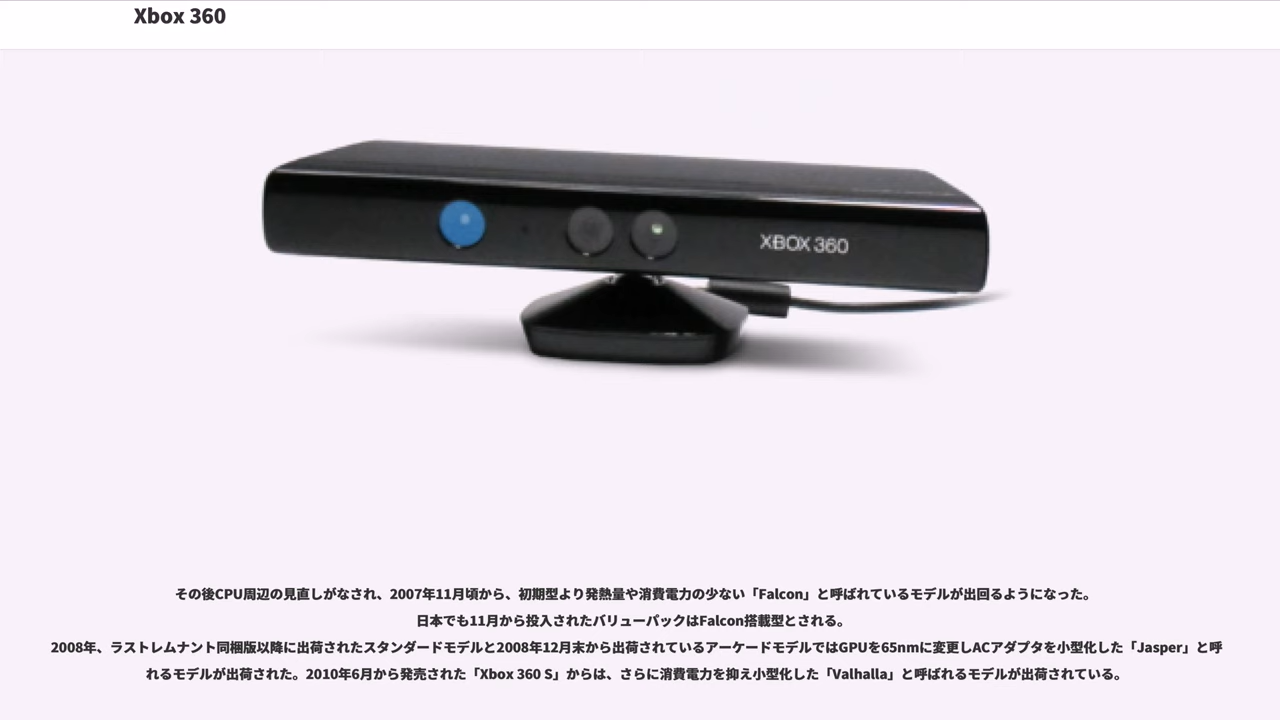 Xbox 360
XBOX 360
その後CPU周辺の見直しがなされ、2007年11月頃から、初期型より発熱量や消費電力の少ない「Falcon」と呼ばれているモデルが出回るようになった。
日本でも11月から投入されたバリューパックはFalcon搭載型とされる。
2008年、ラストレムナント同梱版以降に出荷されたスタンダードモデルと2008年12月末から出荷されているアーケードモデルではGPUを65nmに変更しACアダプタを小型化した「Jasper」と呼
れるモデルが出荷された。2010年6月から発売された「Xbox 360 S」からは、さらに消費電力を抑え小型化した「Valhalla」と呼ばれるモデルが出荷されている。